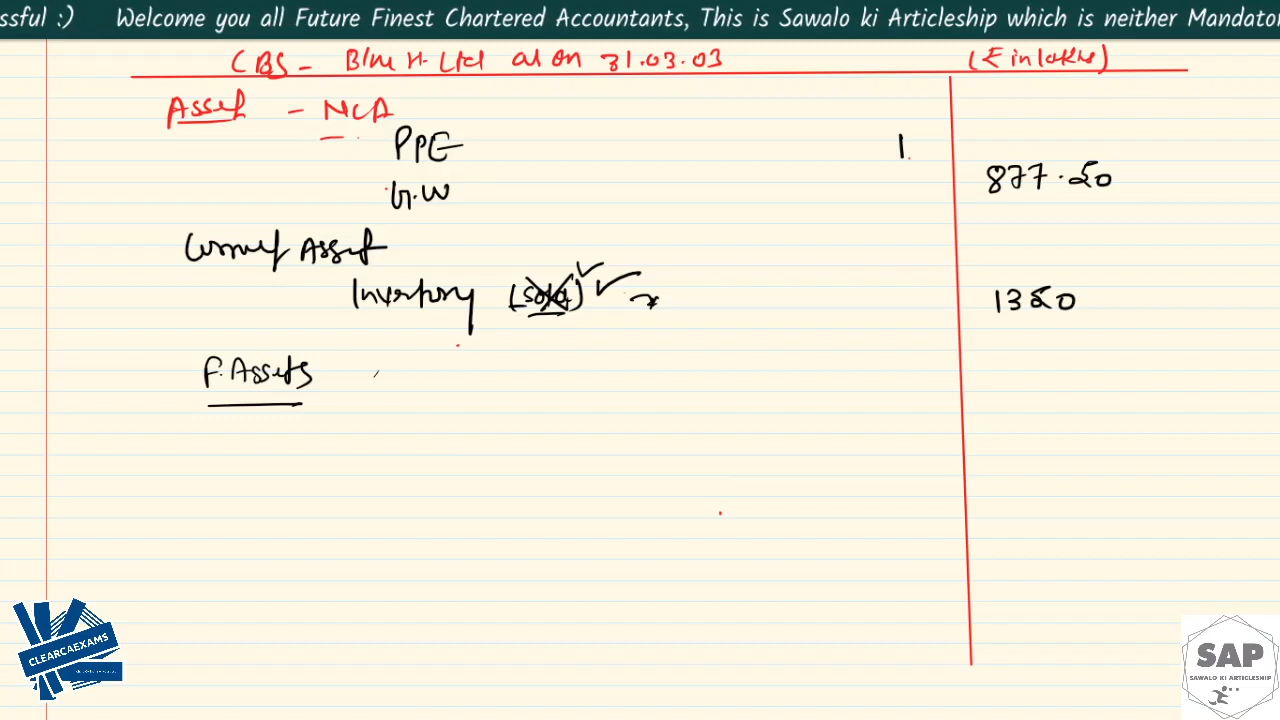 ssful :) Welcome you all Future Finest Chartered Accountants, This is Sawalo ki Articleship which is neither Mandator
CBS - Blue H. Ltd as on 31.03.03 (₹ in lakhs)
Asset - NCA
PPE 1
877.50
G.W
Current Asset
Inventory 1350
F. Assets
CLEARCAEXAMS
SAP
SAWALO KI ARTICLESHIP